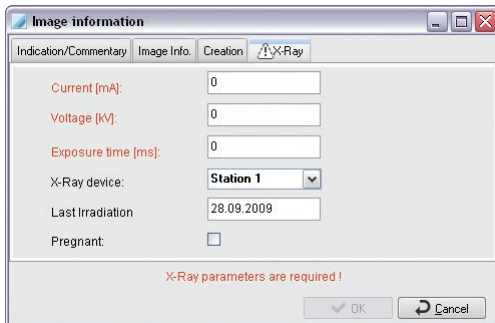 Image information
Indication/Commentary Image Info. Creation X-Ray
Current [mA]: 0
Voltage [kV]: 0
Exposure time [ms]: 0
X-Ray device: Station 1
Last Irradiation 28.09.2009
Pregnant:
X-Ray parameters are required !
OK Cancel